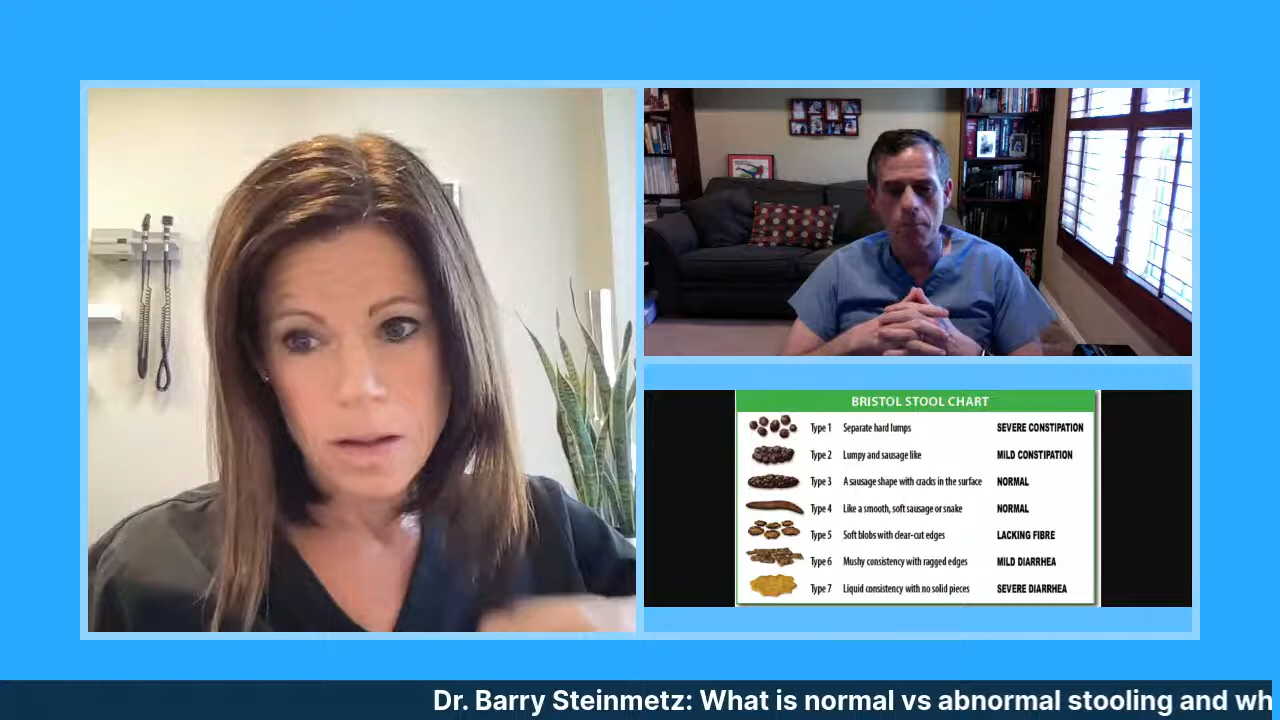 BRISTOL STOOL CHART
Type 1 Separate hard lumps SEVERE CONSTIPATION
Type 2 Lumpy and sausage like MILD CONSTIPATION
Type 3 A sausage shape with cracks in the surface NORMAL
Type 4 Like a smooth, soft sausage or snake NORMAL
Type 5 Soft blobs with clear-cut edges LACKING FIBRE
Type 6 Mushy consistency with ragged edges MILD DIARRHEA
Type 7 Liquid consistency with no solid pieces SEVERE DIARRHEA
Dr. Barry Steinmetz: What is normal vs abnormal stooling and wh